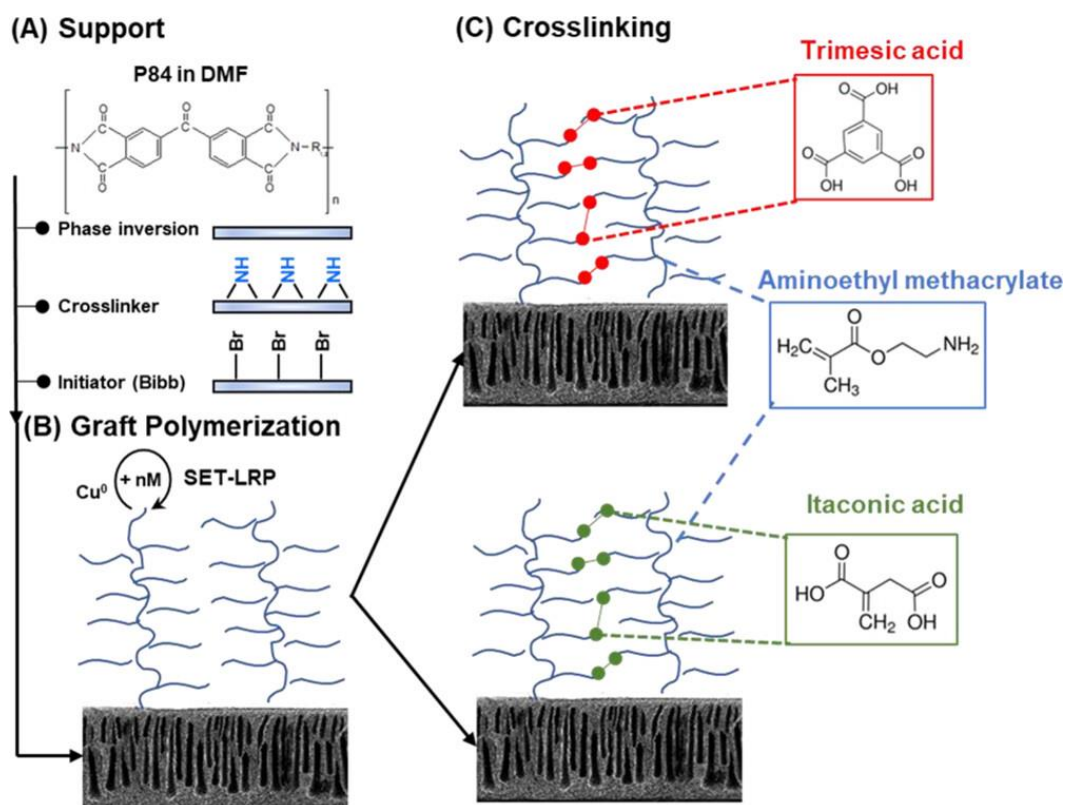 (A) Support
P84 in DMF
O
O
O
O
O
N
N
R
n
Phase inversion
NH NH NH
Crosslinker
Br Br Br
Initiator (Bibb)
(B) Graft Polymerization
Cu⁰
+ nM
SET-LRP
(C) Crosslinking
Trimesic acid
O
OH
O
OH
O
OH
Aminoethyl methacrylate
O
H₂C
O
NH₂
CH₃
Itaconic acid
O
HO
O
CH₂ OH